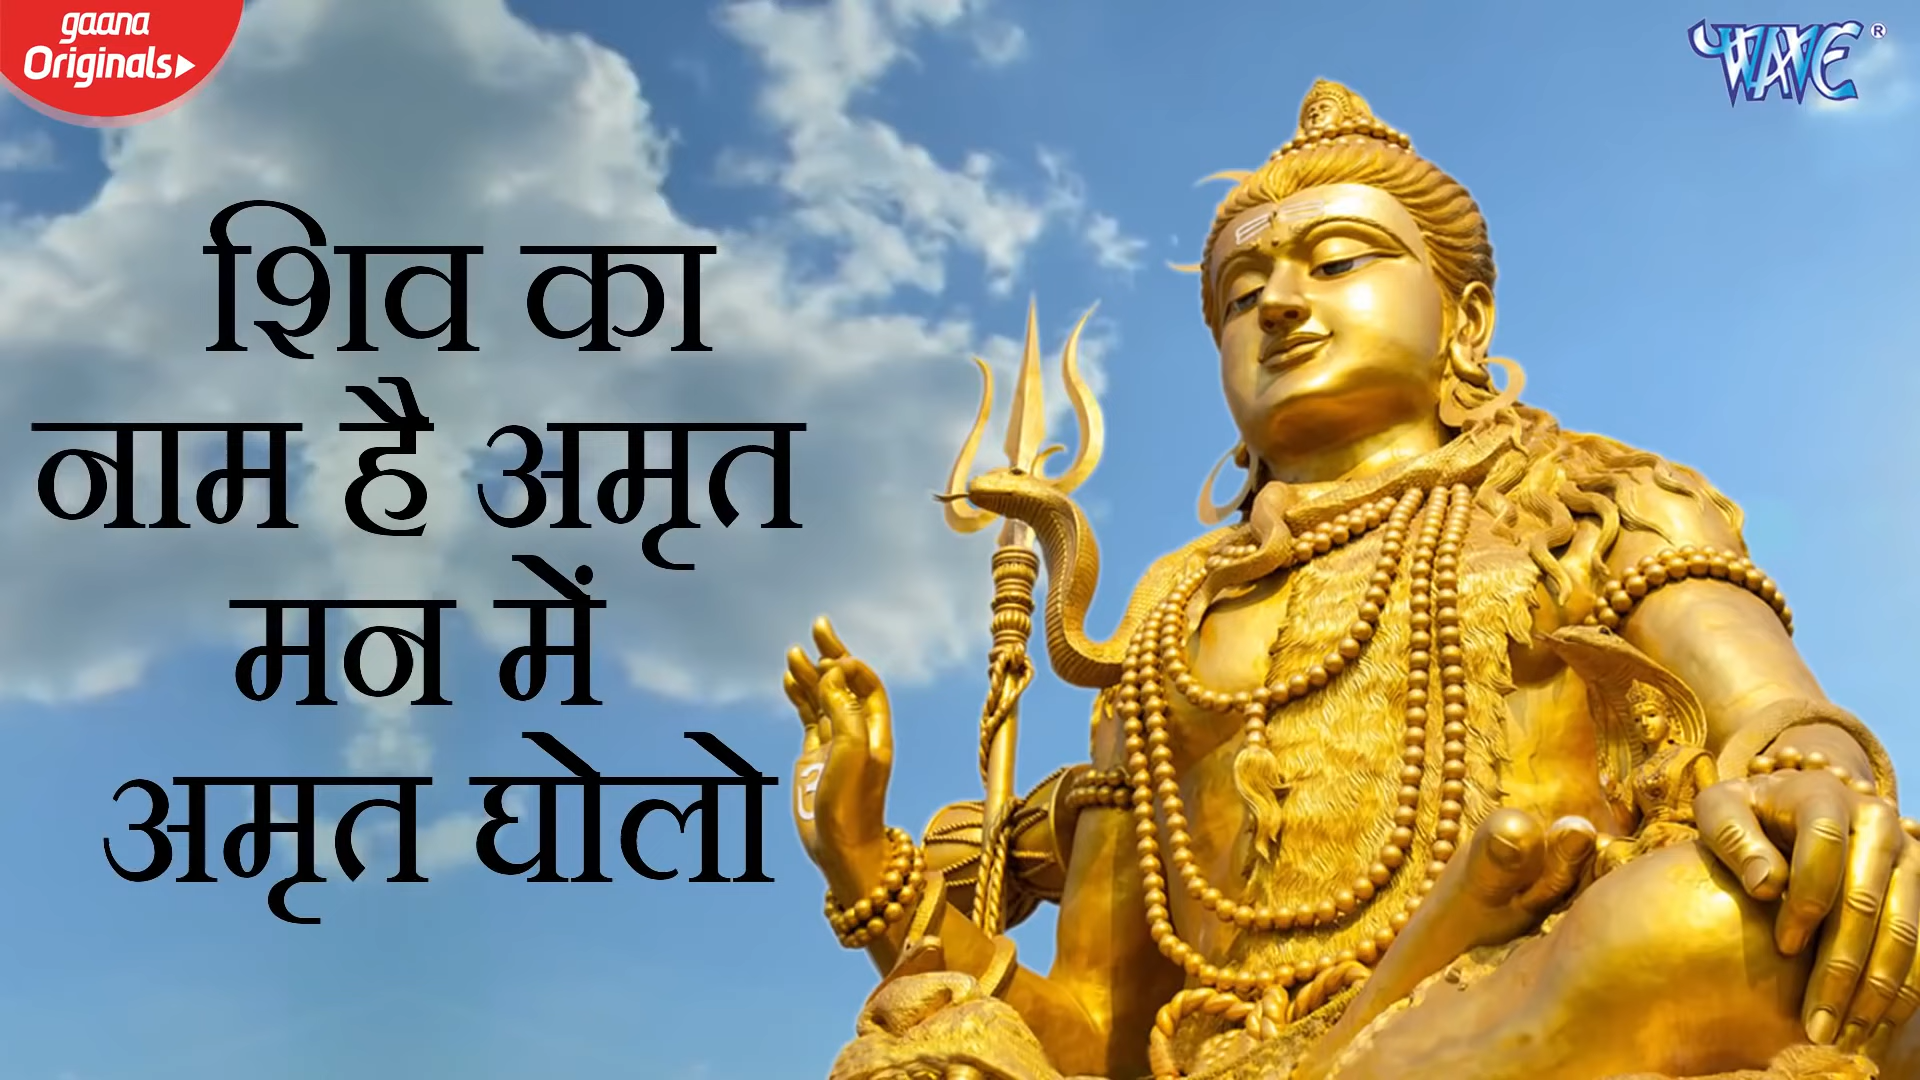 gaana
Originals
WAVE®
शिव का
नाम है अमृत
मन में
अमृत घोलो
ॐ